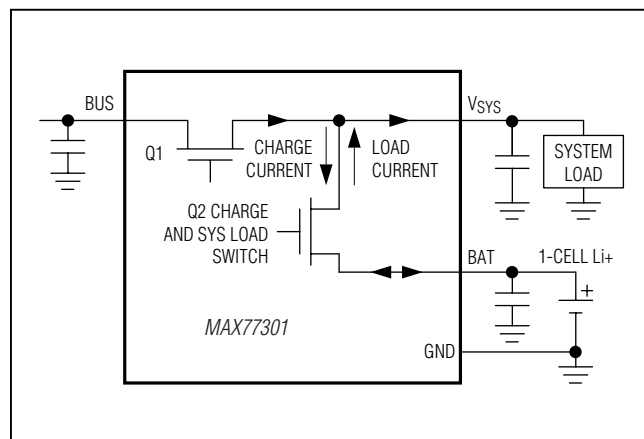 BUS
Q1
CHARGE
CURRENT
LOAD
CURRENT
VSYS
SYSTEM
LOAD
Q2 CHARGE
AND SYS LOAD
SWITCH
BAT
1-CELL Li+
+
MAX77301
GND